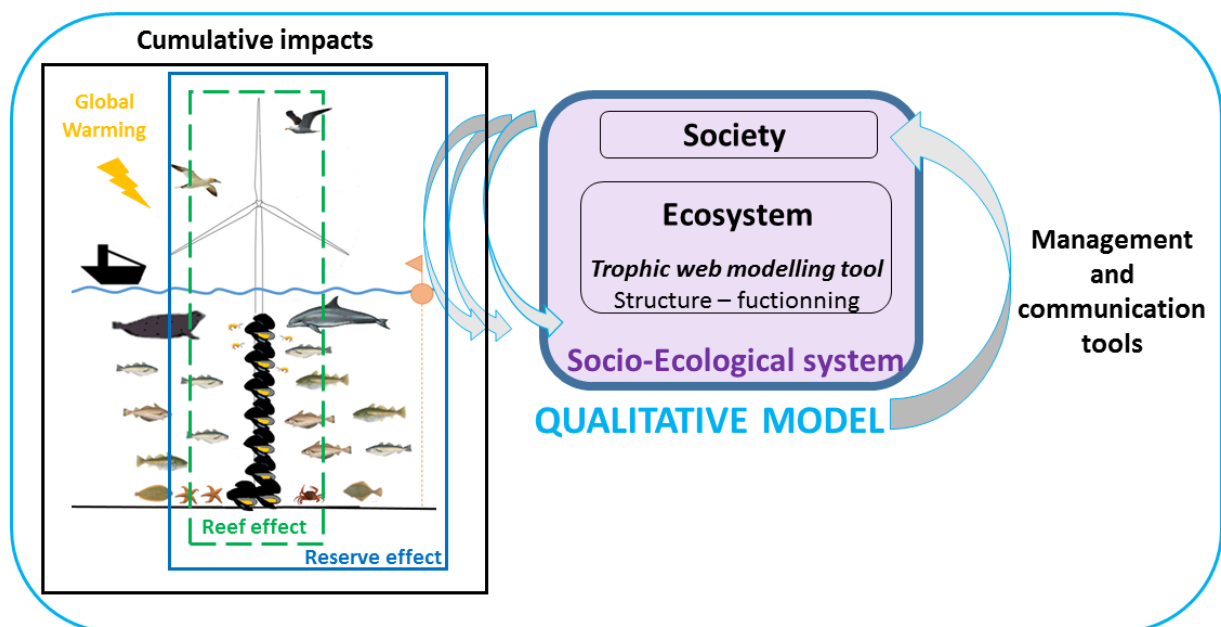 Cumulative impacts
Global
Warming
Reef effect
Reserve effect
Society
Ecosystem
Trophic web modelling tool
Structure – fuctionning
Socio-Ecological system
QUALITATIVE MODEL
Management
and
communication
tools